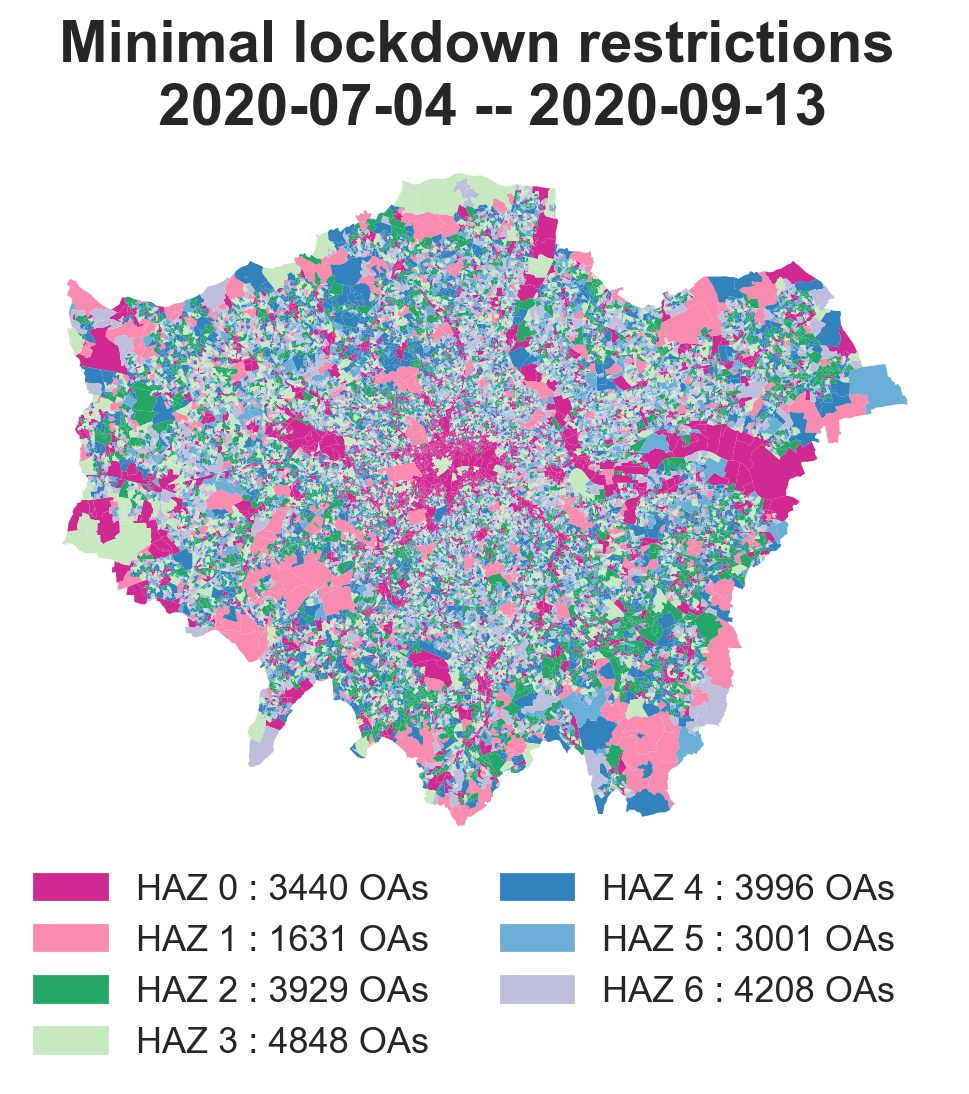 Minimal lockdown restrictions
2020-07-04 -- 2020-09-13
HAZ 0 : 3440 OAs
HAZ 1 : 1631 OAs
HAZ 2 : 3929 OAs
HAZ 3 : 4848 OAs
HAZ 4 : 3996 OAs
HAZ 5 : 3001 OAs
HAZ 6 : 4208 OAs